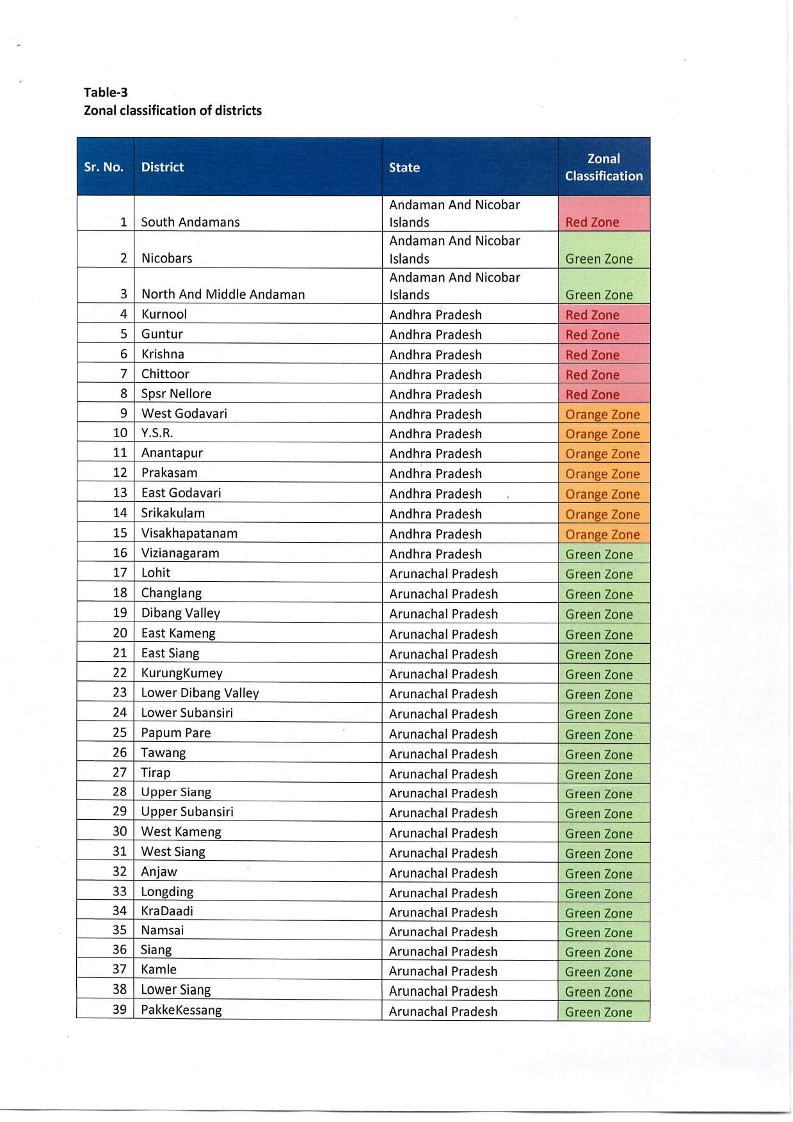 Table-3
Zonal classification of districts
Sr. No. District State Zonal Classification
1 South Andamans Andaman And Nicobar Islands Red Zone
2 Nicobars Andaman And Nicobar Islands Green Zone
3 North And Middle Andaman Andaman And Nicobar Islands Green Zone
4 Kurnool Andhra Pradesh Red Zone
5 Guntur Andhra Pradesh Red Zone
6 Krishna Andhra Pradesh Red Zone
7 Chittoor Andhra Pradesh Red Zone
8 Spsr Nellore Andhra Pradesh Red Zone
9 West Godavari Andhra Pradesh Orange Zone
10 Y.S.R. Andhra Pradesh Orange Zone
11 Anantapur Andhra Pradesh Orange Zone
12 Prakasam Andhra Pradesh Orange Zone
13 East Godavari Andhra Pradesh Orange Zone
14 Srikakulam Andhra Pradesh Orange Zone
15 Visakhapatanam Andhra Pradesh Orange Zone
16 Vizianagaram Andhra Pradesh Green Zone
17 Lohit Arunachal Pradesh Green Zone
18 Changlang Arunachal Pradesh Green Zone
19 Dibang Valley Arunachal Pradesh Green Zone
20 East Kameng Arunachal Pradesh Green Zone
21 East Siang Arunachal Pradesh Green Zone
22 KurungKumey Arunachal Pradesh Green Zone
23 Lower Dibang Valley Arunachal Pradesh Green Zone
24 Lower Subansiri Arunachal Pradesh Green Zone
25 Papum Pare Arunachal Pradesh Green Zone
26 Tawang Arunachal Pradesh Green Zone
27 Tirap Arunachal Pradesh Green Zone
28 Upper Siang Arunachal Pradesh Green Zone
29 Upper Subansiri Arunachal Pradesh Green Zone
30 West Kameng Arunachal Pradesh Green Zone
31 West Siang Arunachal Pradesh Green Zone
32 Anjaw Arunachal Pradesh Green Zone
33 Longding Arunachal Pradesh Green Zone
34 KraDaadi Arunachal Pradesh Green Zone
35 Namsai Arunachal Pradesh Green Zone
36 Siang Arunachal Pradesh Green Zone
37 Kamle Arunachal Pradesh Green Zone
38 Lower Siang Arunachal Pradesh Green Zone
39 PakkeKessang Arunachal Pradesh Green Zone